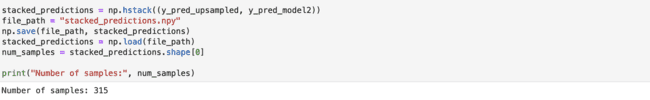 stacked_predictions = np.hstack((y_pred_upsampled, y_pred_model2))
file_path = "stacked_predictions.npy"
np.save(file_path, stacked_predictions)
stacked_predictions = np.load(file_path)
num_samples = stacked_predictions.shape[0]
print("Number of samples:", num_samples)
Number of samples: 315